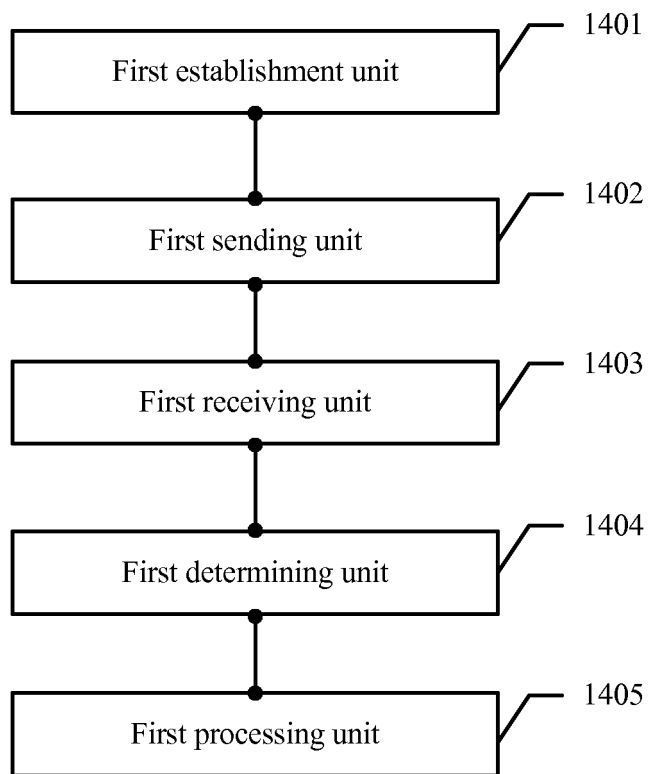 1401
First establishment unit
1402
First sending unit
1403
First receiving unit
1404
First determining unit
1405
First processing unit